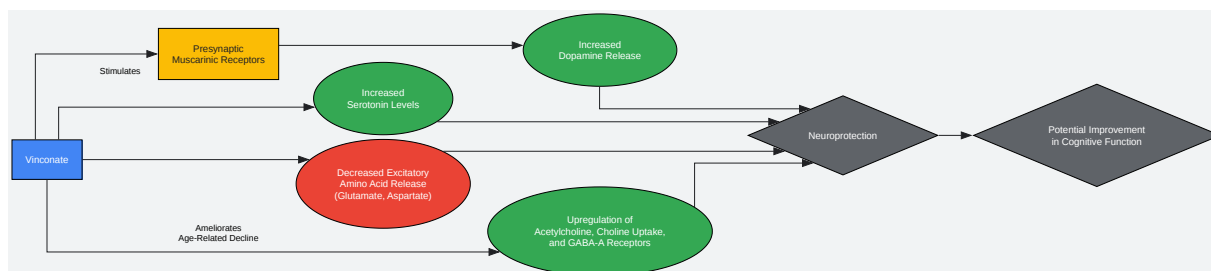 Presynaptic
Muscarinic Receptors
Stimulates
Increased
Dopamine Release
Increased
Serotonin Levels
Vinconate
Decreased Excitatory
Amino Acid Release
(Glutamate, Aspartate)
Ameliorates
Age-Related Decline
Upregulation of
Acetylcholine, Choline Uptake,
and GABA-A Receptors
Neuroprotection
Potential Improvement
in Cognitive Function